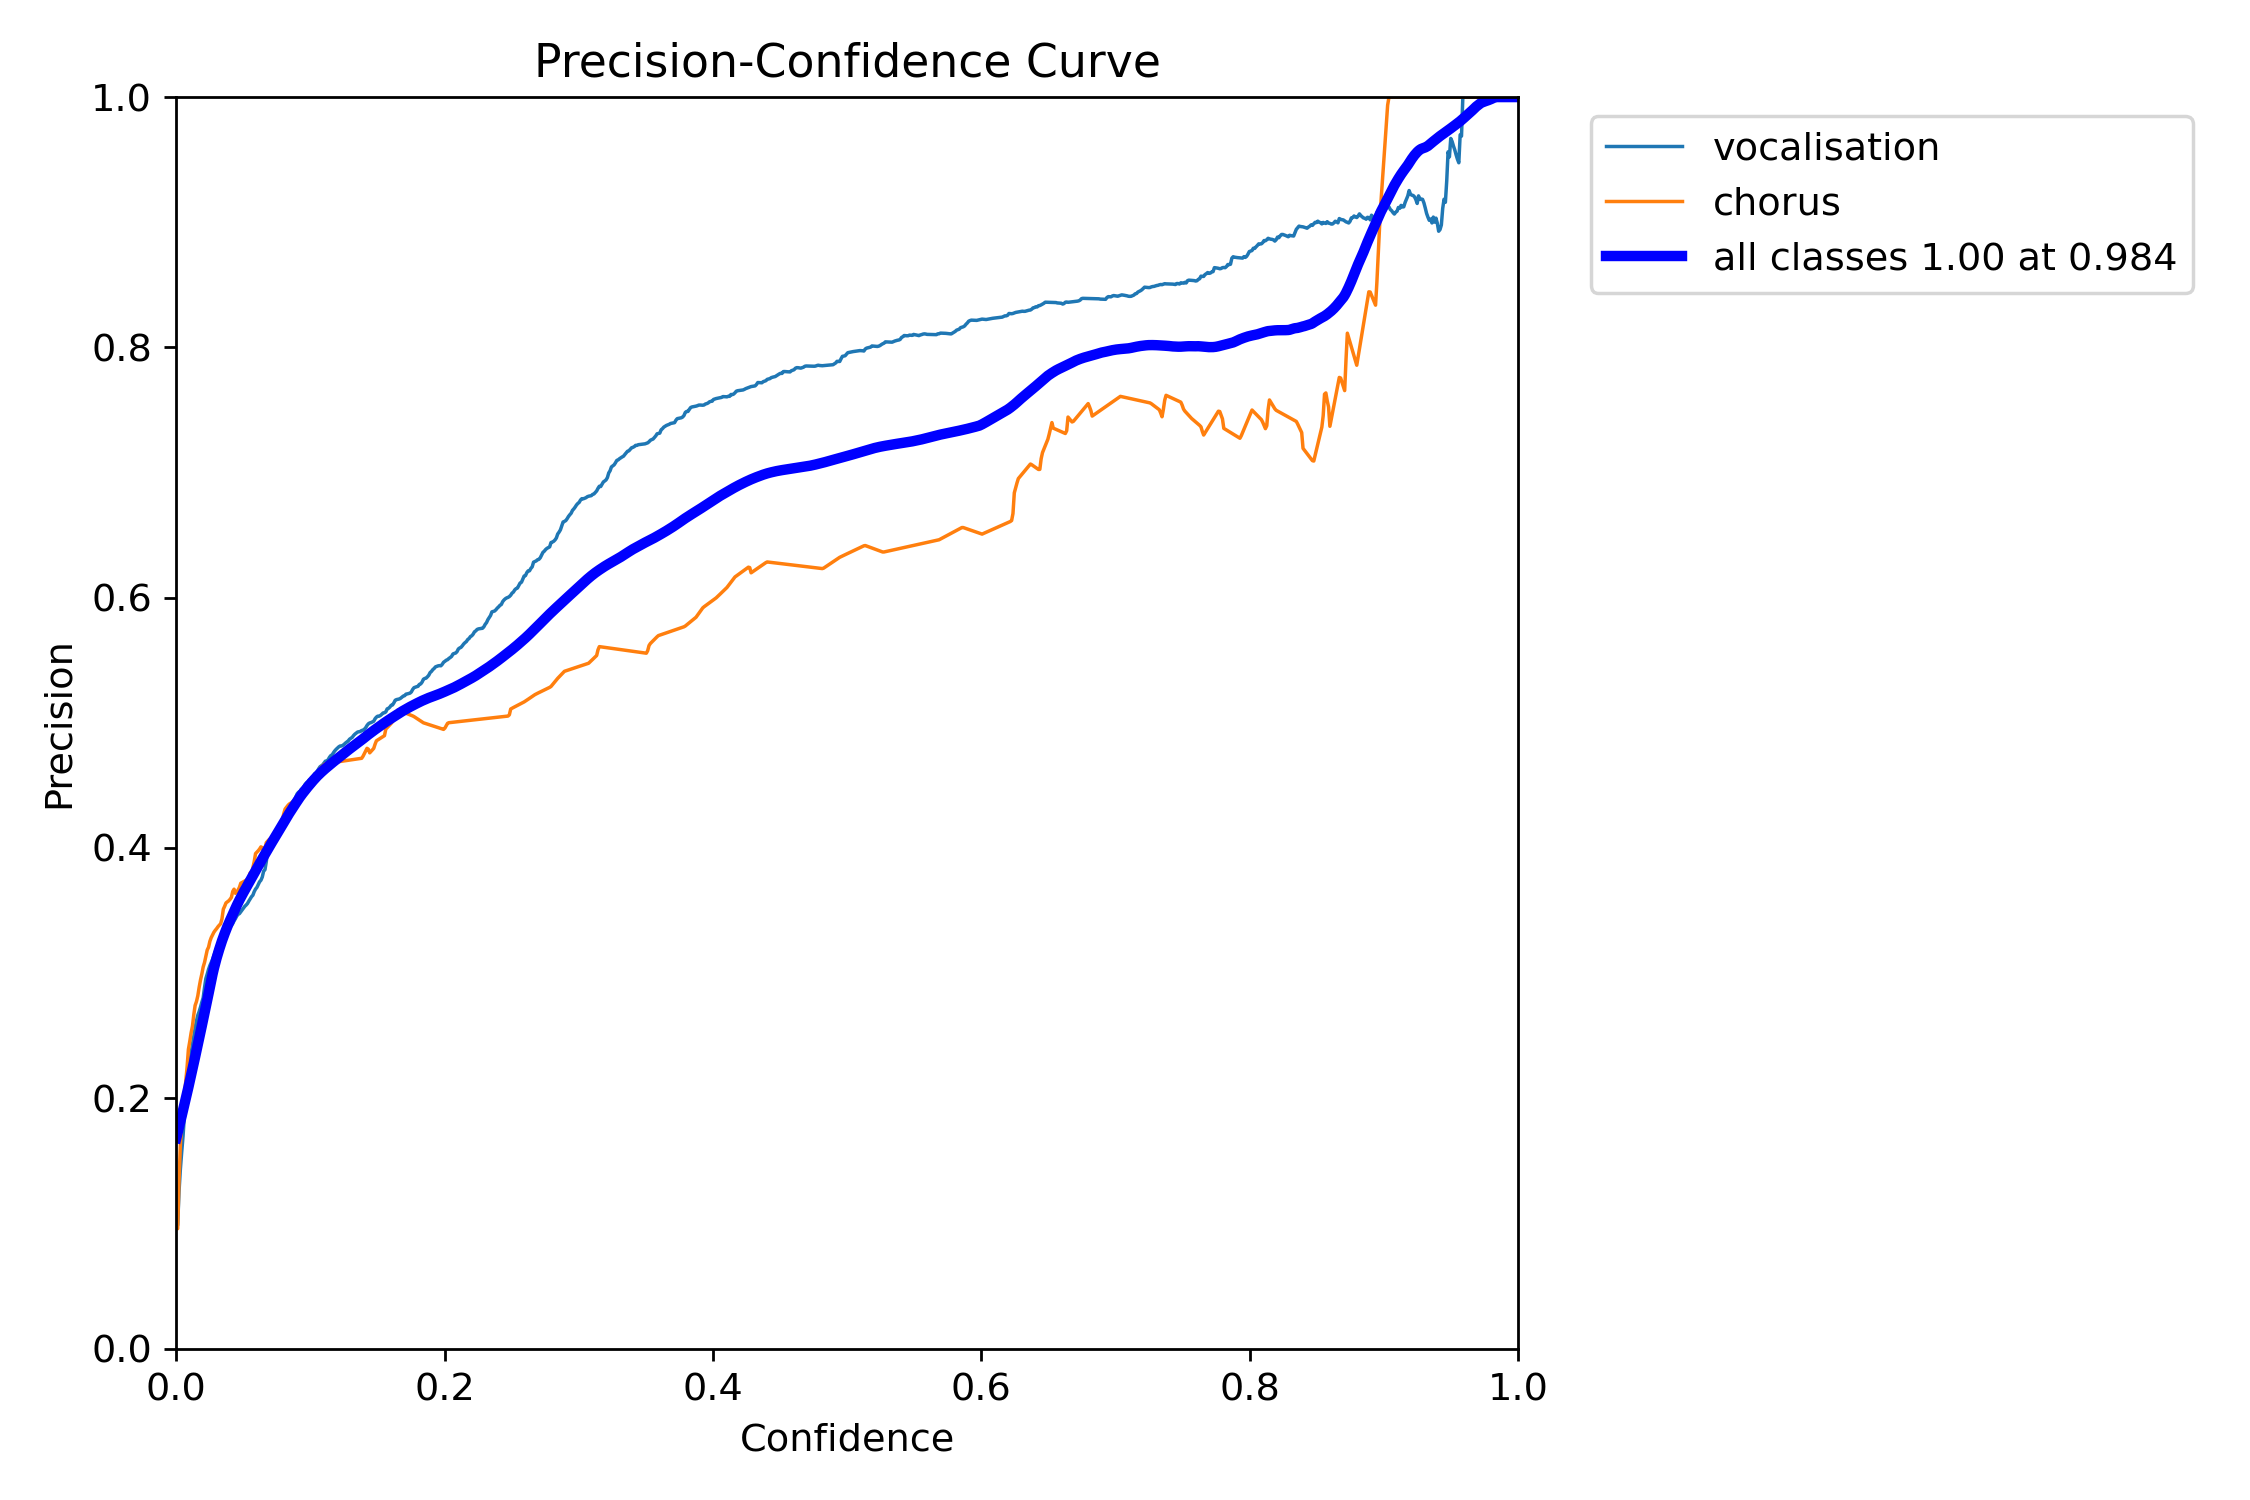 Precision-Confidence Curve
1.0
0.8
0.6
0.4
0.2
0.0
Precision
0.0 0.2 0.4 0.6 0.8 1.0
Confidence
vocalisation
chorus
all classes 1.00 at 0.984